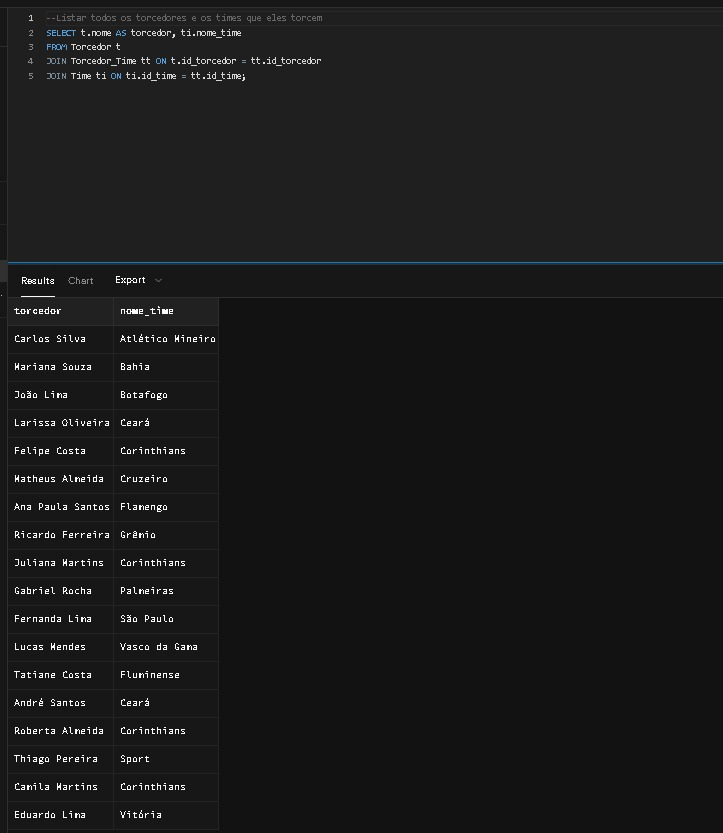 1 --Listar todos os torcedores e os times que eles torcem
2 SELECT t.nome AS torcedor, ti.nome_time
3 FROM Torcedor t
4 JOIN Torcedor_Time tt ON t.id_torcedor = tt.id_torcedor
5 JOIN Time ti ON ti.id_time = tt.id_time;
Results Chart Export
torcedor nome_time
Carlos Silva Atlético Mineiro
Mariana Souza Bahia
João Lima Botafogo
Larissa Oliveira Ceará
Felipe Costa Corinthians
Matheus Almeida Cruzeiro
Ana Paula Santos Flamengo
Ricardo Ferreira Grêmio
Juliana Martins Corinthians
Gabriel Rocha Palmeiras
Fernanda Lima São Paulo
Lucas Mendes Vasco da Gama
Tatiane Costa Fluminense
André Santos Ceará
Roberta Almeida Corinthians
Thiago Pereira Sport
Camila Martins Corinthians
Eduardo Lima Vitória